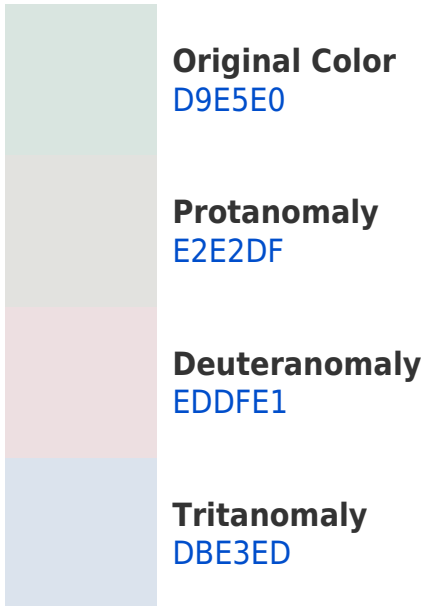 Original Color
D9E5E0
Protanomaly
E2E2DF
Deuteranomaly
EDDFE1
Tritanomaly
DBE3ED